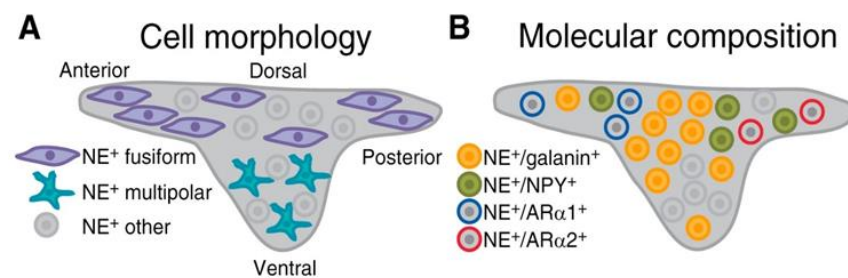 A
Cell morphology
Anterior
Dorsal
NE⁺ fusiform
NE⁺ multipolar
NE⁺ other
Posterior
Ventral
B
Molecular composition
NE⁺/galanin⁺
NE⁺/NPY⁺
NE⁺/ARα1⁺
NE⁺/ARα2⁺